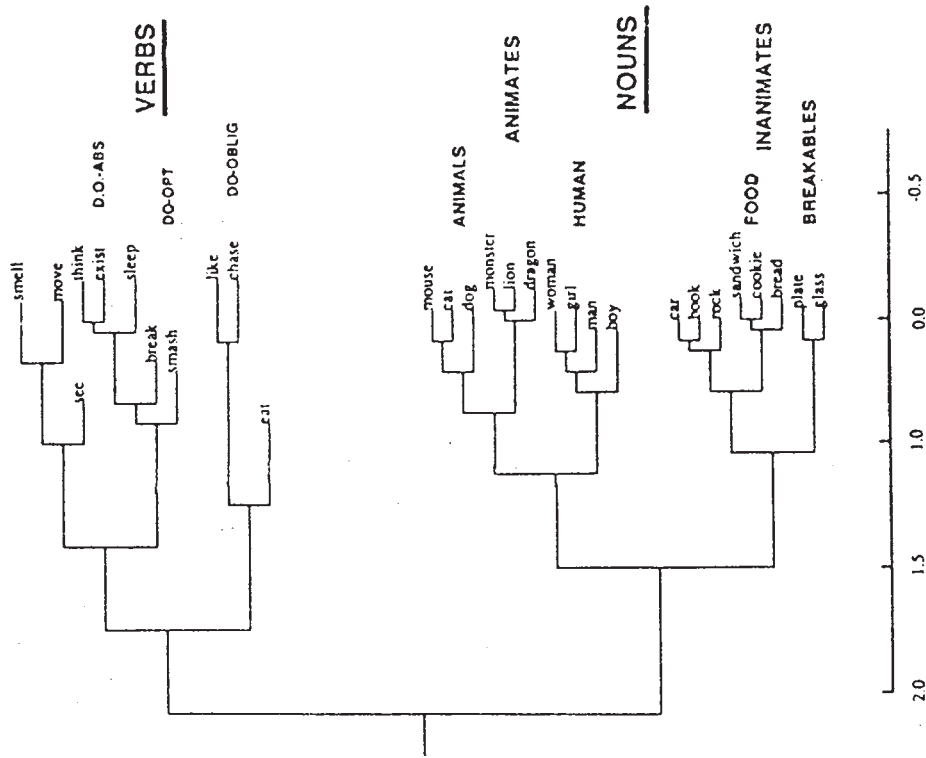 smell
move
see
think
exist
sleep
break
smash
like
chase
eat
D.O.-ABS
DO-OPT
DO-OBLIG
VERBS
mouse
cat
dog
monster
lion
dragon
woman
girl
man
boy
car
book
rock
sandwich
cookie
bread
plate
glass
ANIMALS
HUMAN
FOOD
BREAKABLES
ANIMATES
INANIMATES
NOUNS
2.0
1.5
1.0
0.0
-0.5